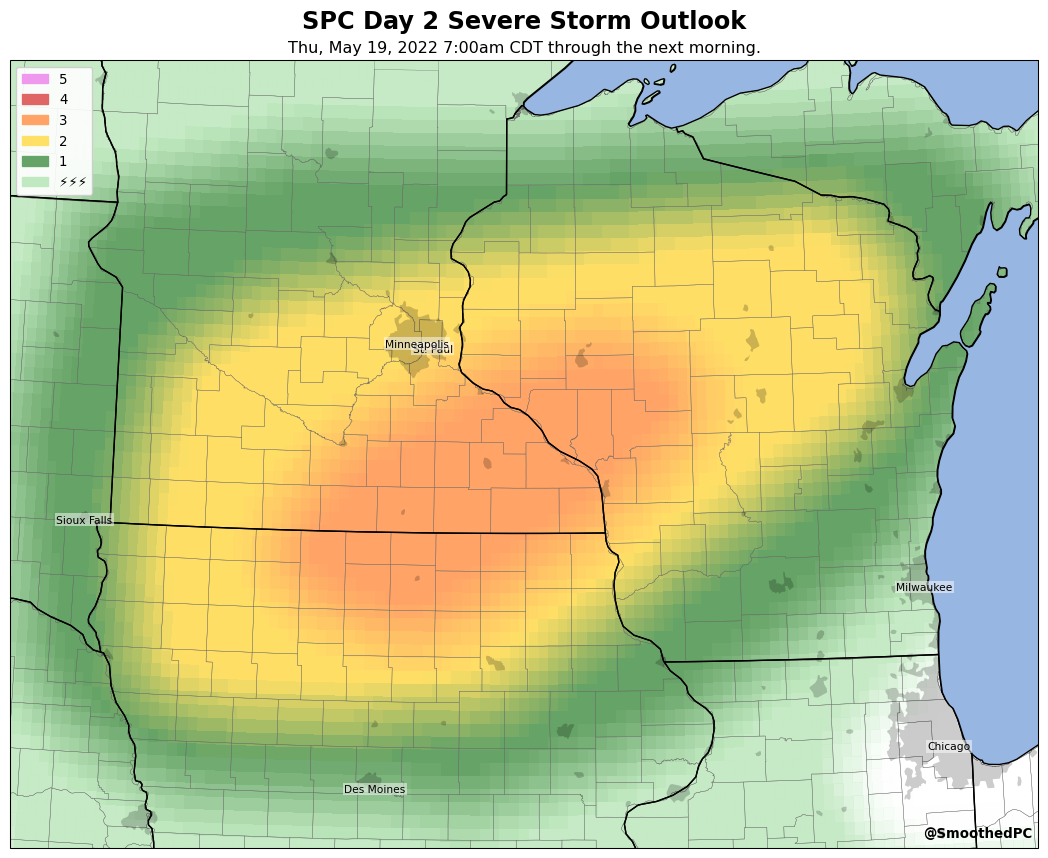 SPC Day 2 Severe Storm Outlook
Thu, May 19, 2022 7:00am CDT through the next morning.
5
4
3
2
1
⚡⚡⚡
Minneapolis
St. Paul
Sioux Falls
Milwaukee
Chicago
Des Moines
@SmoothedPC